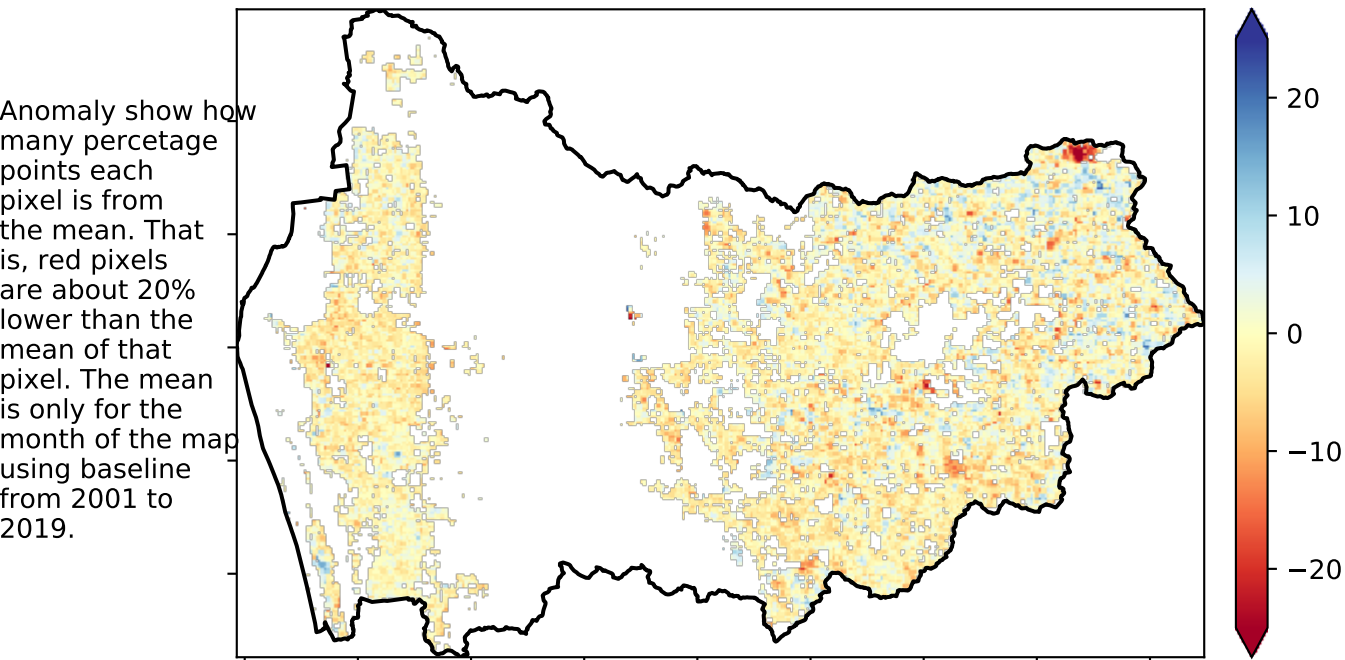 Anomaly show how
many percetage
points each
pixel is from
the mean. That
is, red pixels
are about 20%
lower than the
mean of that
pixel. The mean
is only for the
month of the map
using baseline
from 2001 to
2019.
20
10
0
−10
−20